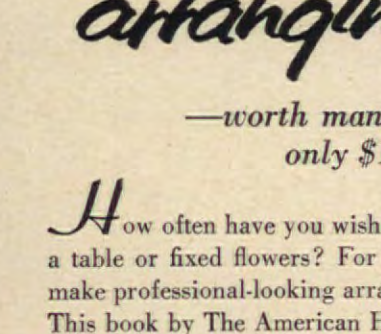 arrangin
—worth man
only $
How often have you wish
a table or fixed flowers? For
make professional-looking arra
This book by The American